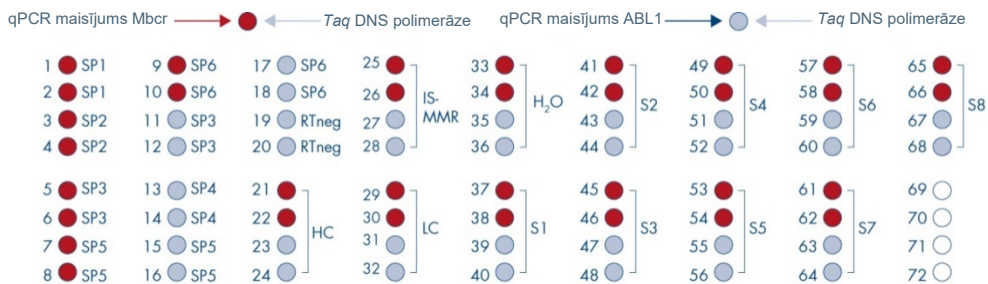 qPCR maisījums Mbcr Taq DNS polimerāze qPCR maisījums ABL1 Taq DNS polimerāze
1 SP1 9 SP6 17 SP6 25 33 41 49 57 65
2 SP1 10 SP6 18 SP6 26 34 42 50 58 66
IS-MMR H₂O S2 S4 S6 S8
3 SP2 11 SP3 19 RTneg 27 35 43 51 59 67
4 SP2 12 SP3 20 RTneg 28 36 44 52 60 68
5 SP3 13 SP4 21 29 37 45 53 61 69
6 SP3 14 SP4 22 30 38 46 54 62 70
HC LC S1 S3 S5 S7
7 SP5 15 SP5 23 31 39 47 55 63 71
8 SP5 16 SP5 24 32 40 48 56 64 72